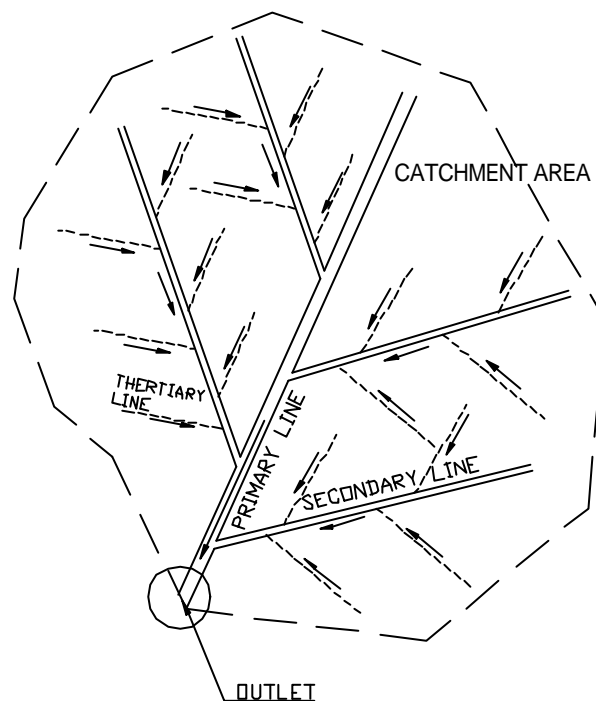 CATCHMENT AREA
THERTIARY
LINE
PRIMARY LINE
SECONDARY LINE
OUTLET